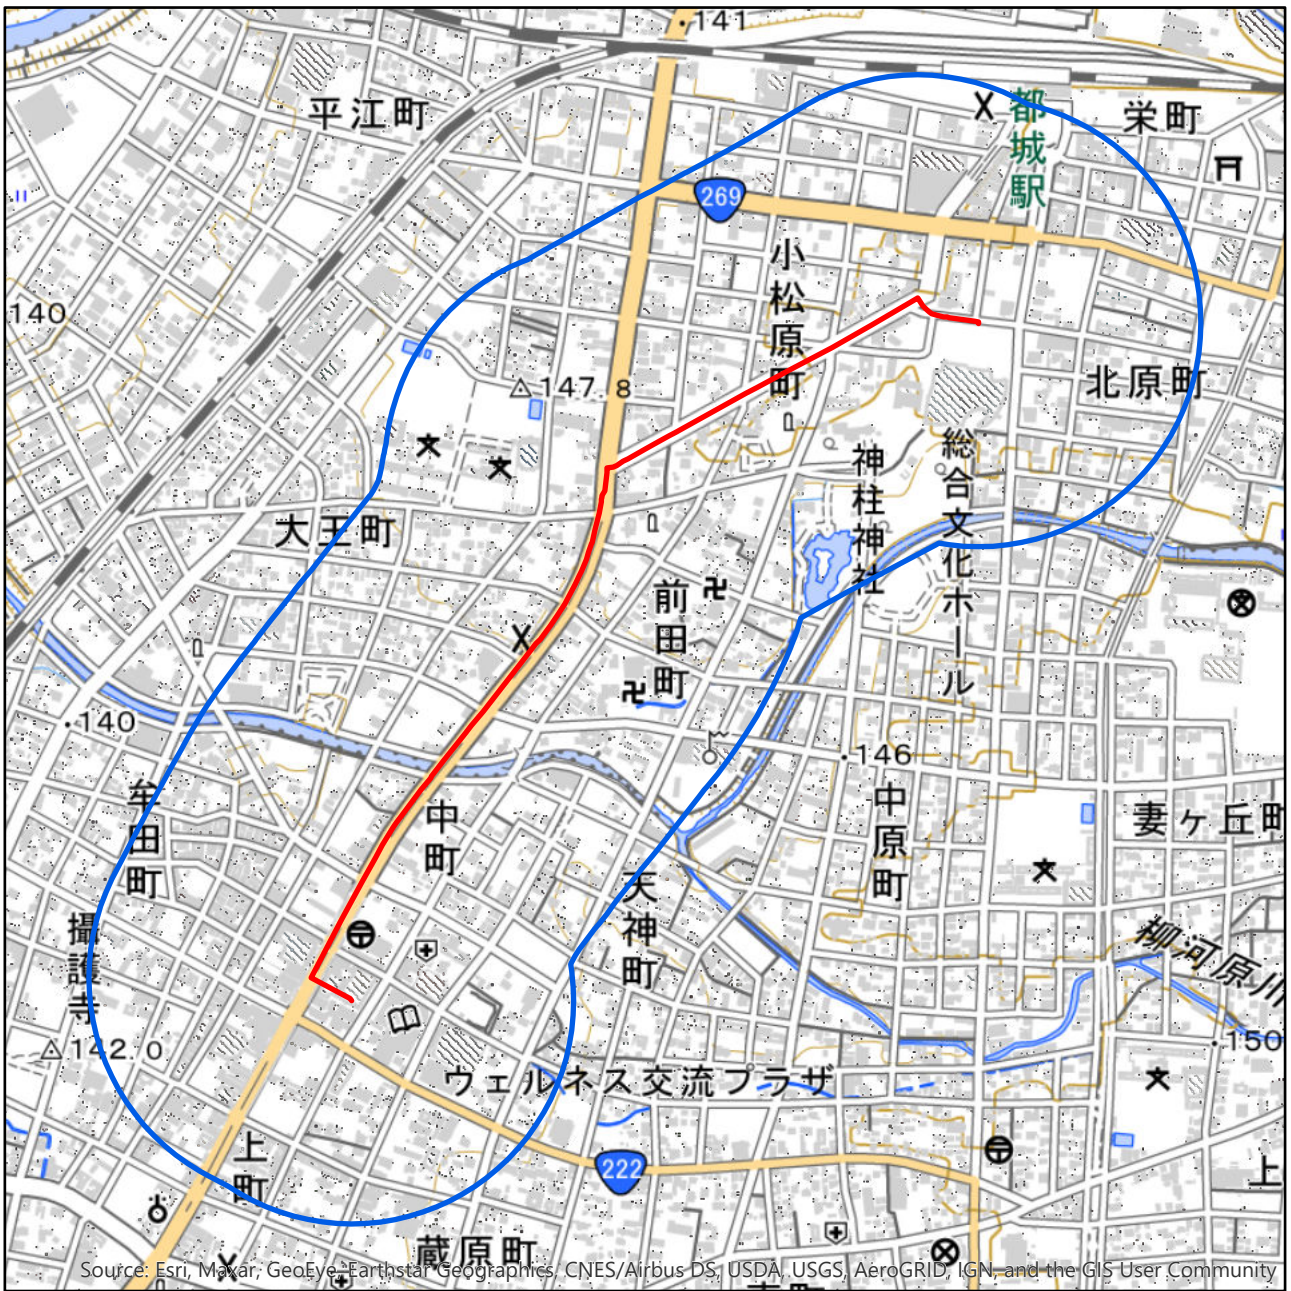 141
平江町
都城駅
栄町
269
小松原町
140
147.8
北原町
神柱神社
総合文化ホール
大王町
前田町
140
146
牟田町
中町
中原町
妻ヶ丘町
天神町
攝護寺
柳河原川
142.0
150
ウェルネス交流プラザ
上町
222
上
蔵原町
Source: Esri, Maxar, GeoEye, Earthstar Geographics, CNES/Airbus DS, USDA, USGS, AeroGRID, IGN, and the GIS User Community